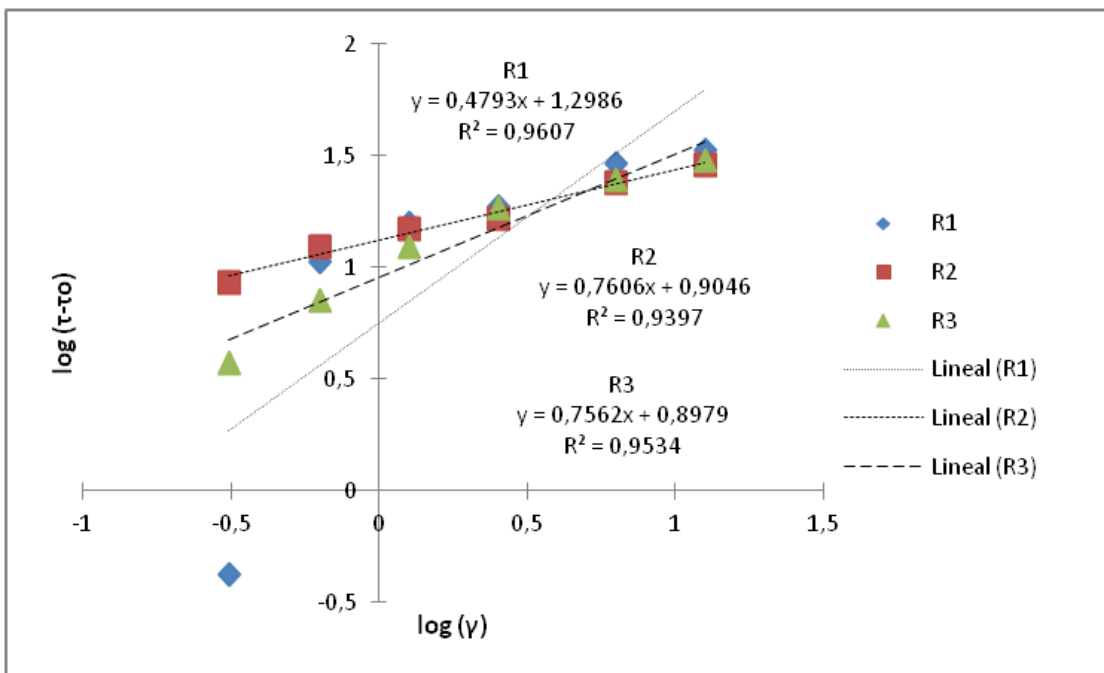 2
R1
y = 0,4793x + 1,2986
R² = 0,9607
1,5
1
R2
y = 0,7606x + 0,9046
R² = 0,9397
0,5
R3
y = 0,7562x + 0,8979
R² = 0,9534
0
-1
-0,5
0
0,5
1
1,5
-0,5
log (τ-τo)
log (γ)
R1
R2
R3
Lineal (R1)
Lineal (R2)
Lineal (R3)